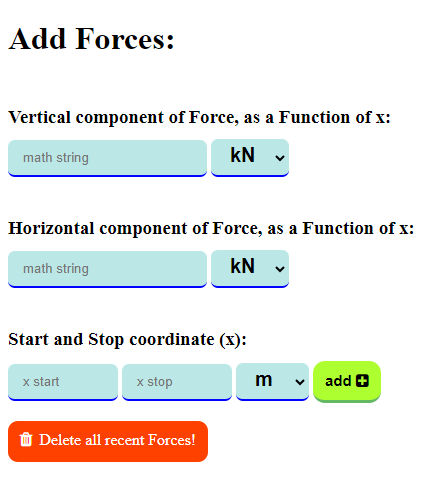 Add Forces:
Vertical component of Force, as a Function of x:
math string kN
Horizontal component of Force, as a Function of x:
math string kN
Start and Stop coordinate (x):
x start x stop m add
Delete all recent Forces!